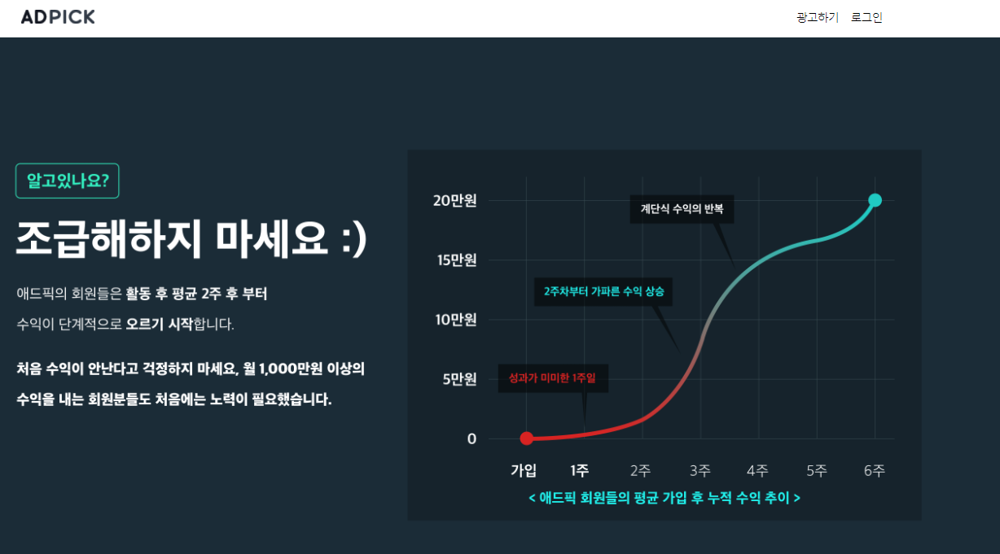 ADPICK
광고하기 로그인
알고있나요?
조급해하지 마세요 :)
애드픽의 회원들은 활동 후 평균 2주 후 부터
수익이 단계적으로 오르기 시작합니다.
처음 수익이 안난다고 걱정하지 마세요, 월 1,000만원 이상의
수익을 내는 회원분들도 처음에는 노력이 필요했습니다.
20만원
계단식 수익의 반복
15만원
2주차부터 가파른 수익 상승
10만원
5만원
성과가 미미한 1주일
0
가입 1주 2주 3주 4주 5주 6주
< 애드픽 회원들의 평균 가입 후 누적 수익 추이 >